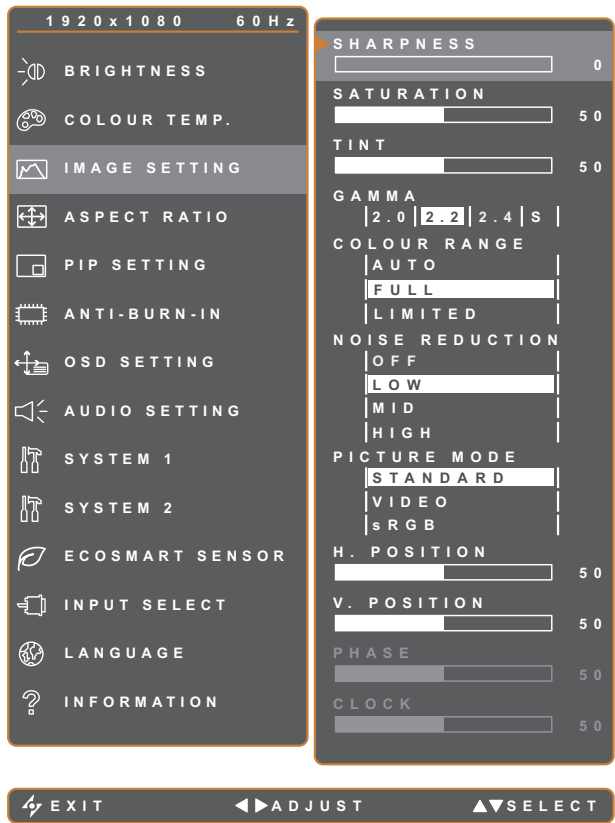 1920x1080 60Hz
BRIGHTNESS
COLOUR TEMP.
IMAGE SETTING
ASPECT RATIO
PIP SETTING
ANTI-BURN-IN
OSD SETTING
AUDIO SETTING
SYSTEM 1
SYSTEM 2
ECOSMART SENSOR
INPUT SELECT
LANGUAGE
INFORMATION
SHARPNESS
0
SATURATION
50
TINT
50
GAMMA
2.0 2.2 2.4 S
COLOUR RANGE
AUTO
FULL
LIMITED
NOISE REDUCTION
OFF
LOW
MID
HIGH
PICTURE MODE
STANDARD
VIDEO
sRGB
H. POSITION
50
V. POSITION
50
PHASE
50
CLOCK
50
EXIT ADJUST SELECT